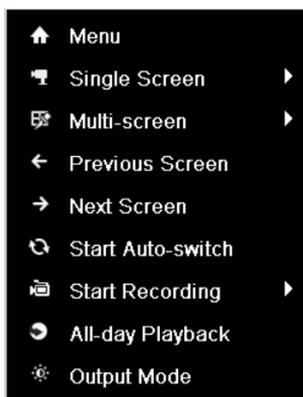 Menu
Single Screen
Multi-screen
Previous Screen
Next Screen
Start Auto-switch
Start Recording
All-day Playback
Output Mode